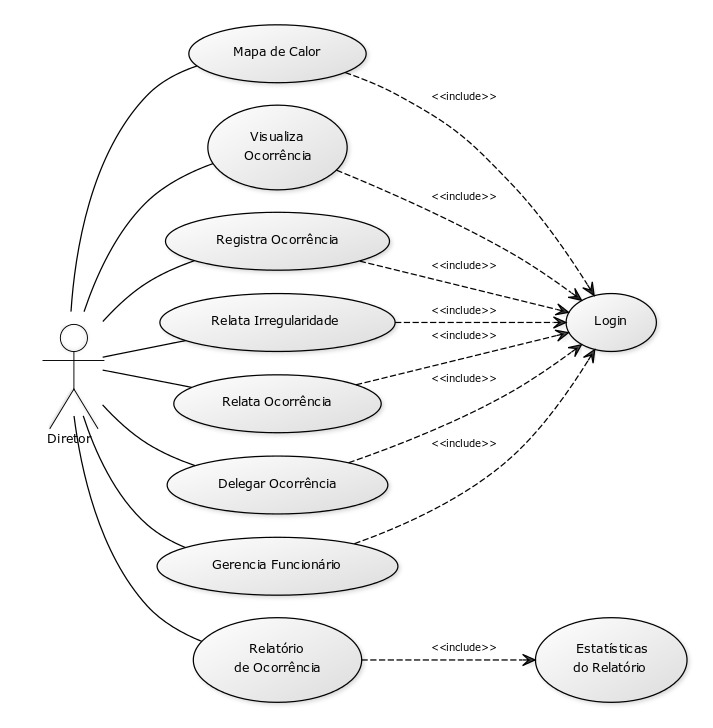 Mapa de Calor
<<include>>
Visualiza
Ocorrência
<<include>>
Registra Ocorrência
<<include>>
Relata Irregularidade
<<include>>
Login
<<include>>
Relata Ocorrência
<<include>>
Diretor
<<include>>
Delegar Ocorrência
Gerencia Funcionário
Relatório
de Ocorrência
<<include>>
Estatísticas
do Relatório